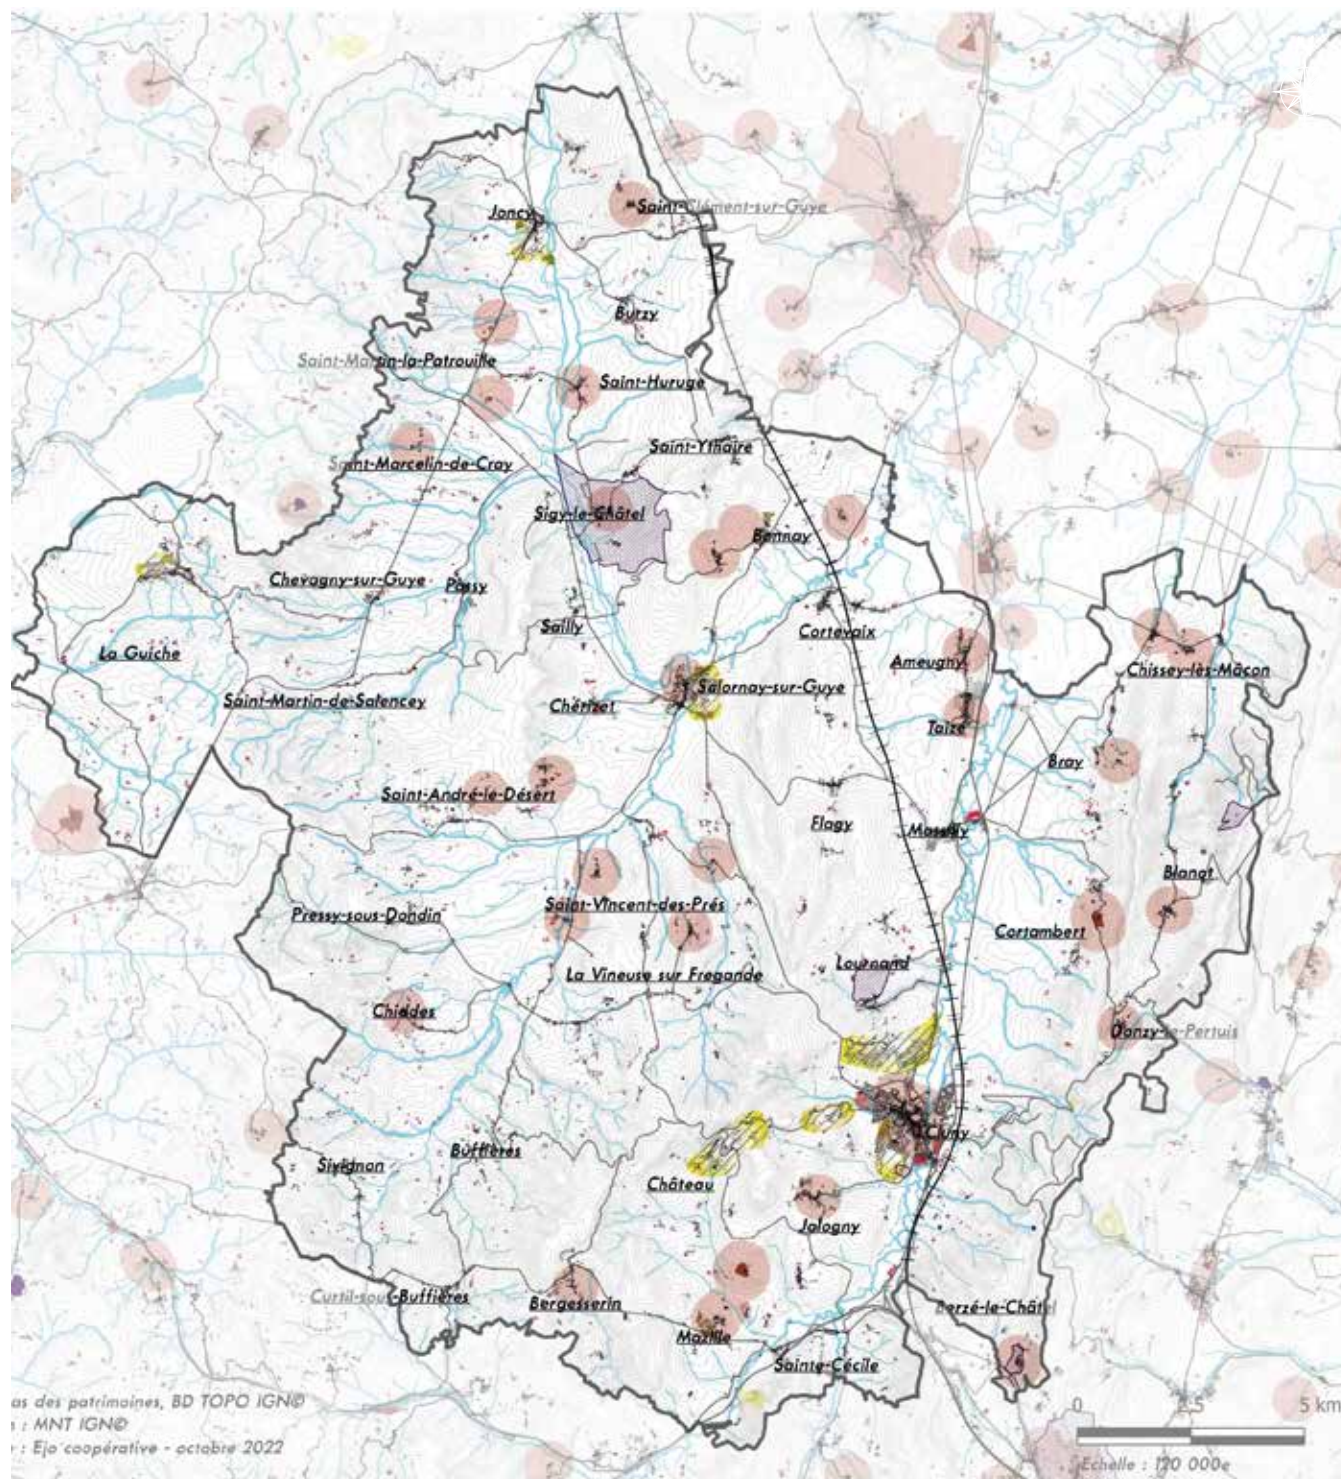 Joncy
Saint-Clément-sur-Guye
Burzy
Saint-Martin-la-Patrouille
Saint-Huruge
Saint-Ythaire
Saint-Marcelin-de-Cray
Sigy-le-Châtel
Bonnay
Chevagny-sur-Guye
Passy
Sailly
Cortevaix
La Guiche
Ameugny
Chissey-lès-Mâcon
Salornay-sur-Guye
Saint-Martin-de-Salencey
Chérizet
Taizé
Bray
Saint-André-le-Désert
Flagy
Massilly
Blanot
Saint-Vincent-des-Prés
Pressy-sous-Dondin
Cortambert
Lournand
La Vineuse sur Fregande
Chiddes
Donzy-le-Pertuis
Cluny
Buffières
Sivignon
Château
Jalogny
Curtil-sous-Buffières
Bergesserin
Berzé-le-Châtel
Mazille
Sainte-Cécile
as des patrimoines, BD TOPO IGN©
: MNT IGN©
: Ejo coopérative - octobre 2022
0 2.5 5 km
Echelle : 120 000e